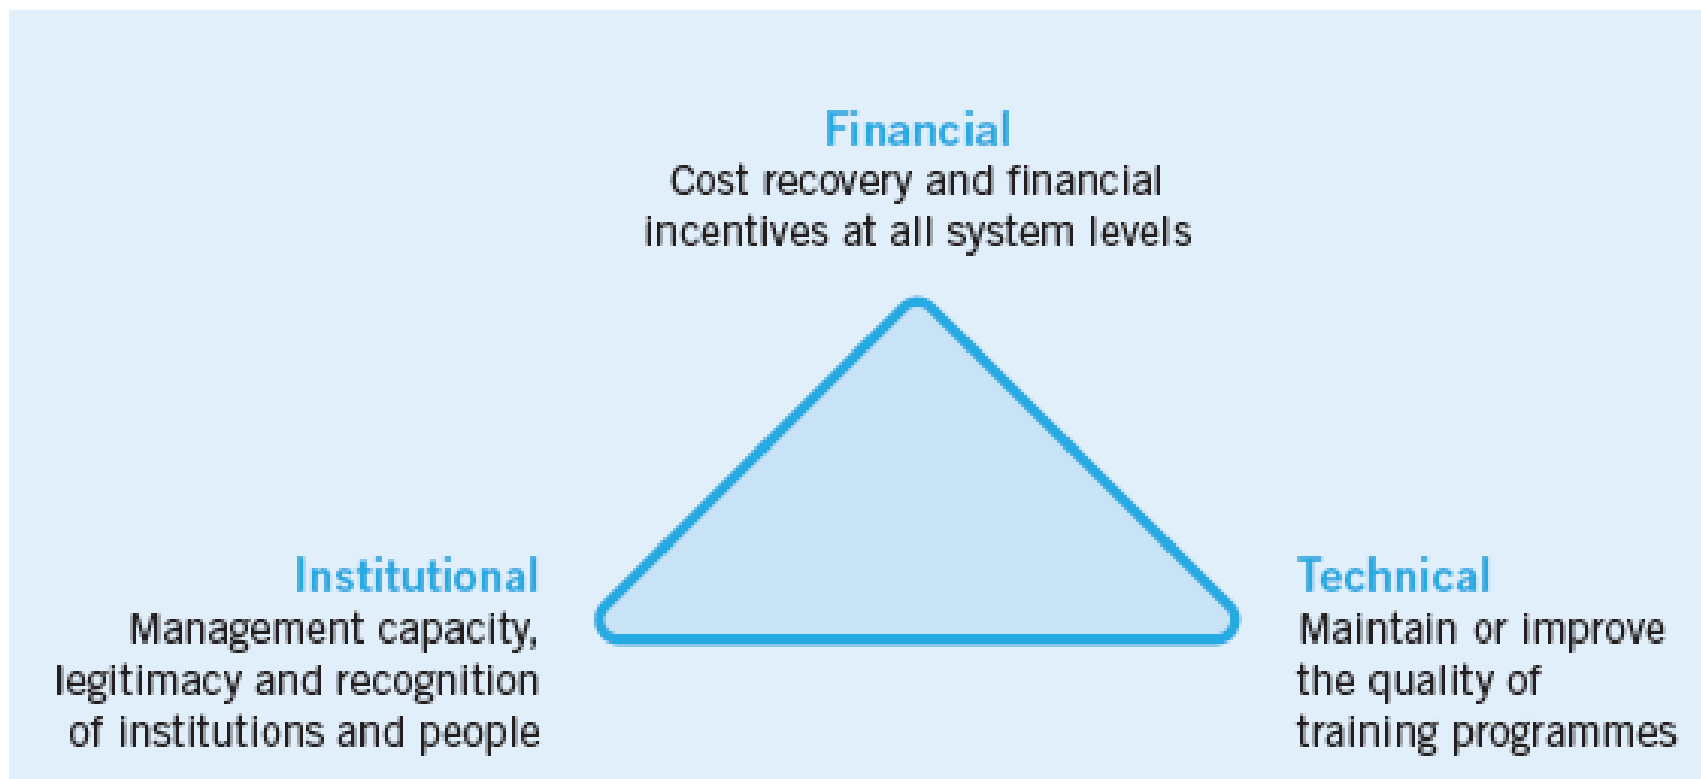 Financial
Cost recovery and financial
incentives at all system levels
Institutional
Management capacity,
legitimacy and recognition
of institutions and people
Technical
Maintain or improve
the quality of
training programmes